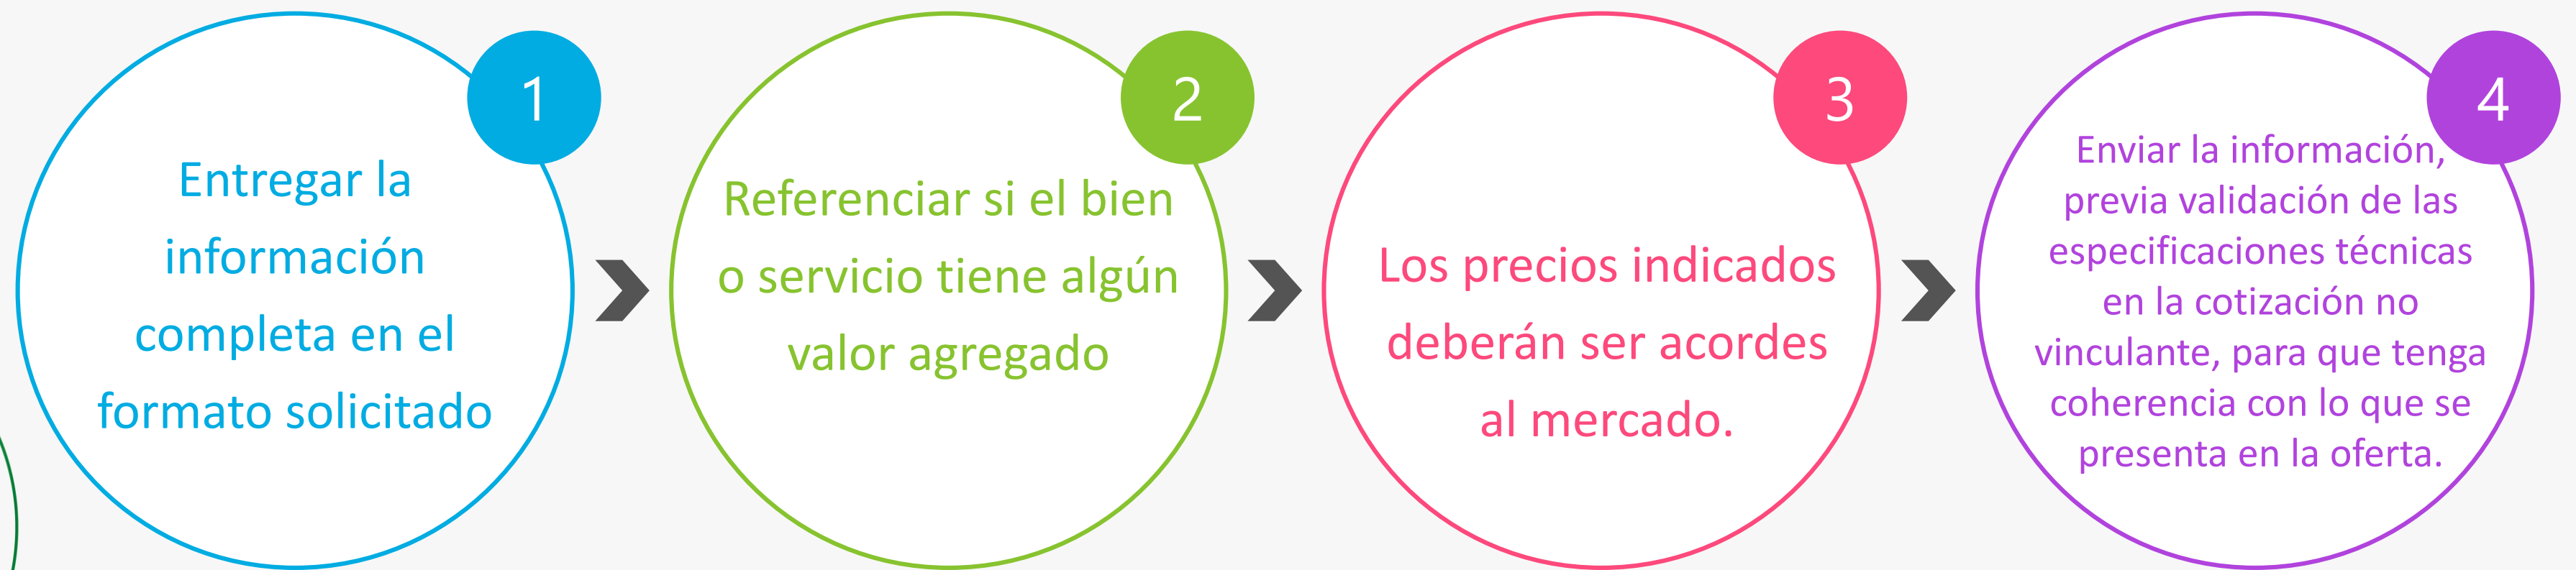 1
Entregar la
información
completa en el
formato solicitado
2
Referenciar si el bien
o servicio tiene algún
valor agregado
3
Los precios indicados
deberán ser acordes
al mercado.
4
Enviar la información,
previa validación de las
especificaciones técnicas
en la cotización no
vinculante, para que tenga
coherencia con lo que se
presenta en la oferta.